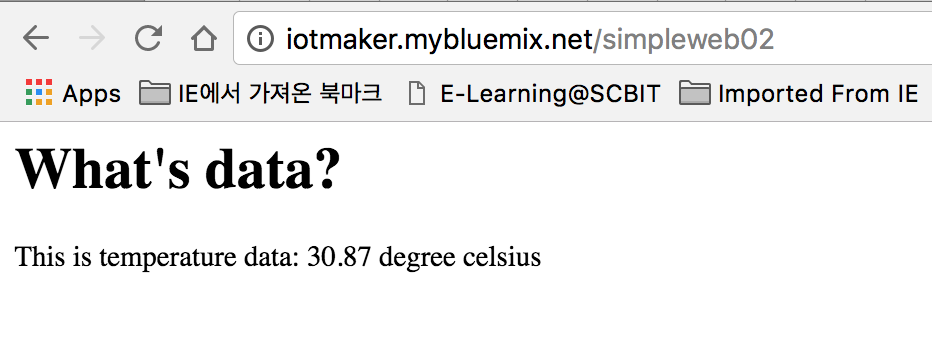 iotmaker.mybluemix.net/simpleweb02
Apps IE에서 가져온 북마크 E-Learning@SCBIT Imported From IE
What's data?
This is temperature data: 30.87 degree celsius